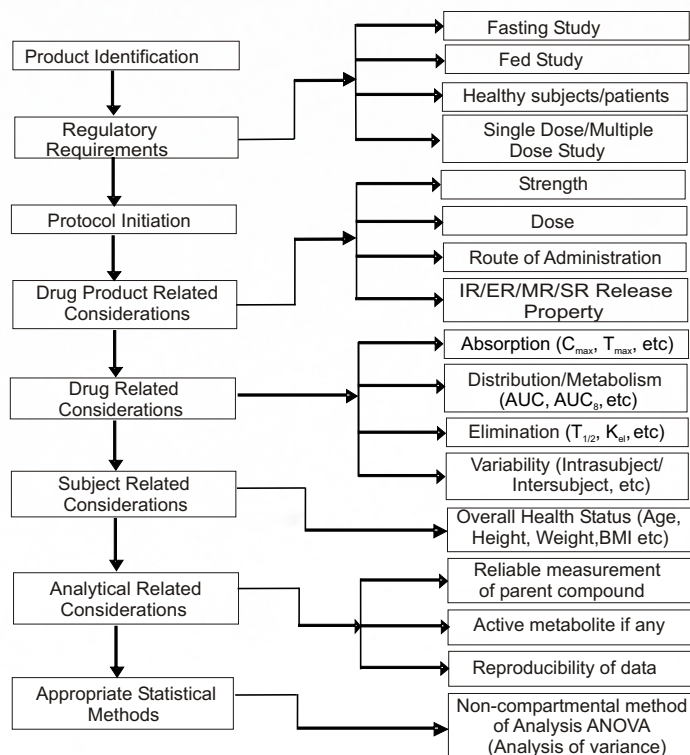 Product Identification
Regulatory
Requirements
Fasting Study
Fed Study
Healthy subjects/patients
Single Dose/Multiple
Dose Study
Protocol Initiation
Drug Product Related
Considerations
Strength
Dose
Route of Administration
IR/ER/MR/SR Release
Property
Drug Related
Considerations
Absorption (Cmax, Tmax, etc)
Distribution/Metabolism
(AUC, AUC8, etc)
Elimination (T1/2, Kel, etc)
Variability (Intrasubject/
Intersubject, etc)
Subject Related
Considerations
Overall Health Status (Age,
Height, Weight,BMI etc)
Analytical Related
Considerations
Reliable measurement
of parent compound
Active metabolite if any
Reproducibility of data
Appropriate Statistical
Methods
Non-compartmental method
of Analysis ANOVA
(Analysis of variance)